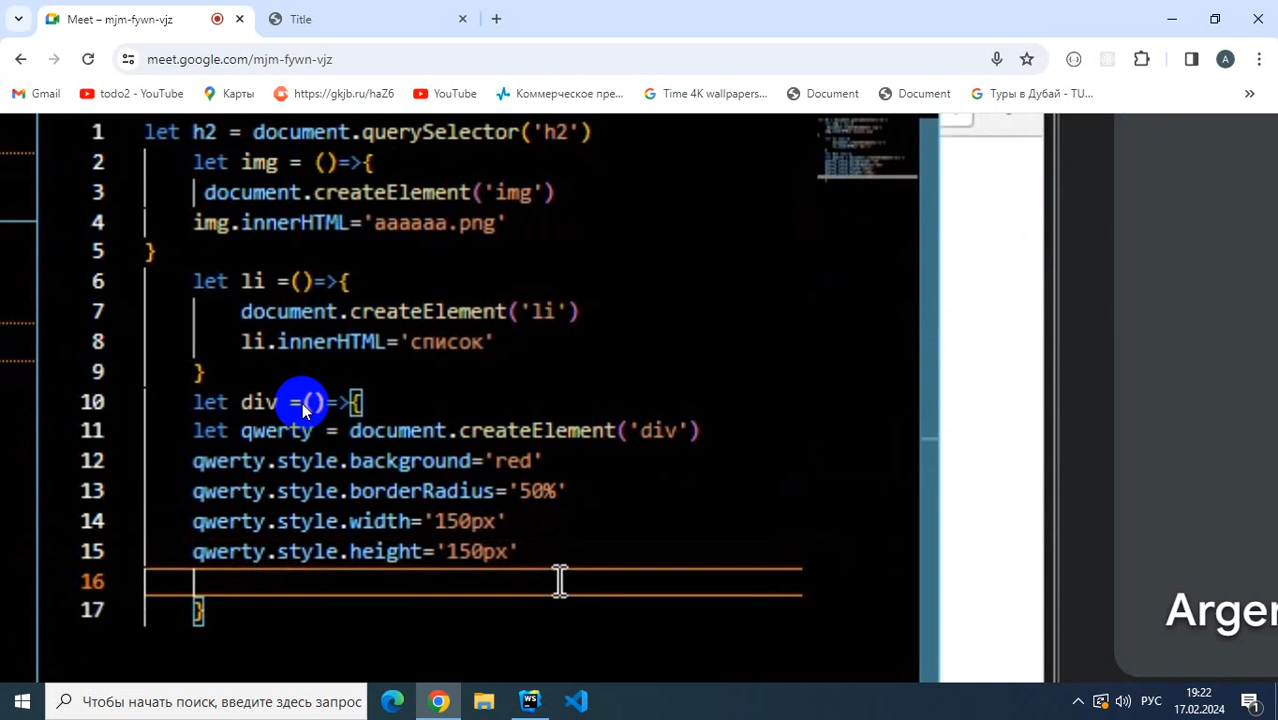 Meet – mjm-fywn-vjz
Title
meet.google.com/mjm-fywn-vjz
A
Gmail
todo2 - YouTube
Карты
https://gkjb.ru/haZ6
YouTube
Коммерческое пре...
Time 4K wallpapers...
Document
Document
Туры в Дубай - TU...
1 let h2 = document.querySelector('h2')
2 let img = ()=>{
3 document.createElement('img')
4 img.innerHTML='aaaaaa.png'
5 }
6 let li =()=>{
7 document.createElement('li')
8 li.innerHTML='список'
9 }
10 let div =()=>{
11 let qwerty = document.createElement('div')
12 qwerty.style.background='red'
13 qwerty.style.borderRadius='50%'
14 qwerty.style.width='150px'
15 qwerty.style.height='150px'
16
17 }
Arger
Чтобы начать поиск, введите здесь запрос
WS
РУС
19:22
17.02.2024
1